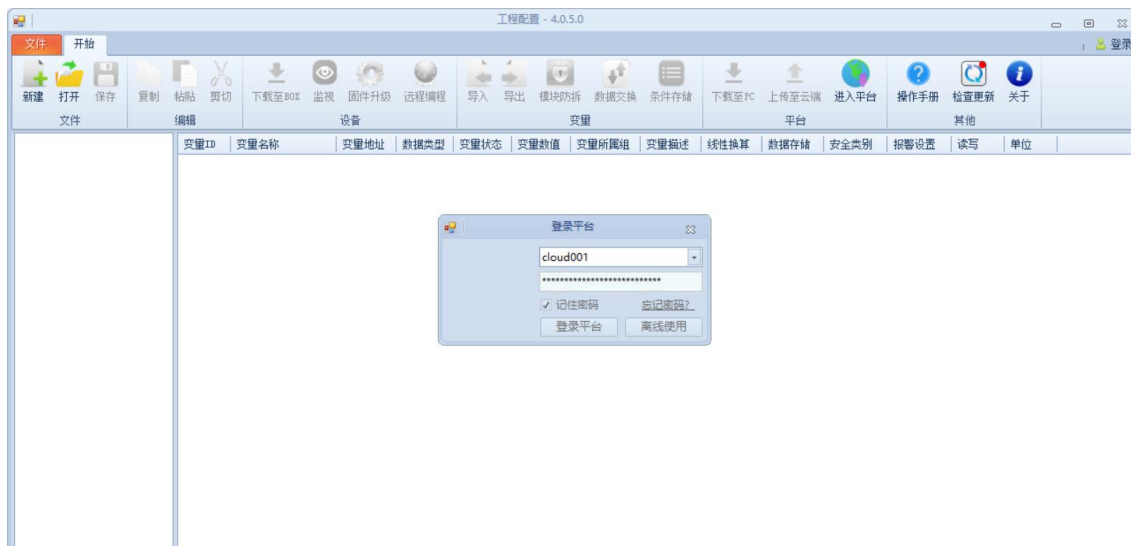 工程配置 - 4.0.5.0
文件 开始 登录
新建 打开 保存 复制 粘贴 剪切 下载至BOX 监视 固件升级 远程编程 导入 导出 模块防拆 数据交换 条件存储 下载至PC 上传至云端 进入平台 操作手册 检查更新 关于
文件 编辑 设备 变量 平台 其他
变量ID 变量名称 变量地址 数据类型 变量状态 变量数值 变量所属组 变量描述 线性换算 数据存储 安全类别 报警设置 读写 单位
登录平台
cloud001
***************************
记住密码 忘记密码?
登录平台 离线使用